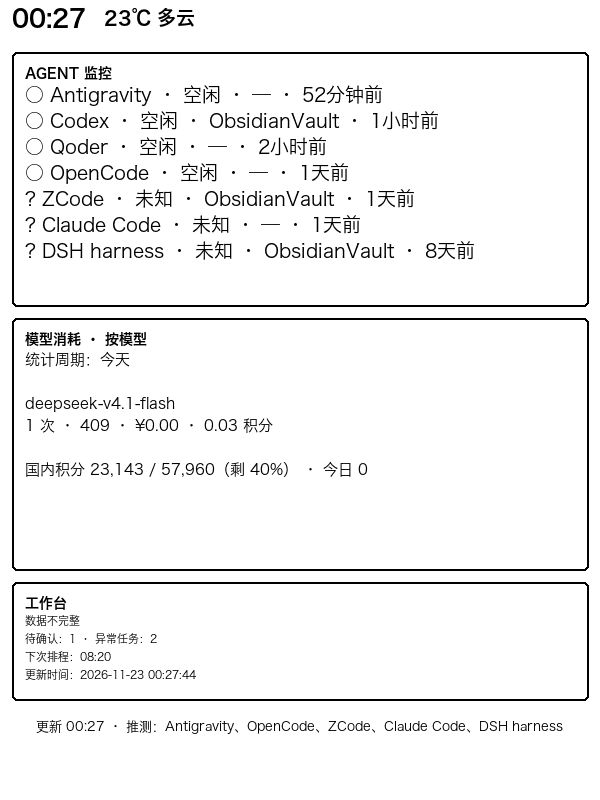 00:27 23℃ 多云
AGENT 监控
○ Antigravity · 空闲 · — · 52分钟前
○ Codex · 空闲 · ObsidianVault · 1小时前
○ Qoder · 空闲 · — · 2小时前
○ OpenCode · 空闲 · — · 1天前
? ZCode · 未知 · ObsidianVault · 1天前
? Claude Code · 未知 · — · 1天前
? DSH harness · 未知 · ObsidianVault · 8天前
模型消耗 · 按模型
统计周期：今天
deepseek-v4.1-flash
1 次 · 409 · ¥0.00 · 0.03 积分
国内积分 23,143 / 57,960（剩 40%） · 今日 0
工作台
数据不完整
待确认：1 · 异常任务：2
下次排程：08:20
更新时间：2026-11-23 00:27:44
更新 00:27 · 推测：Antigravity、OpenCode、ZCode、Claude Code、DSH harness